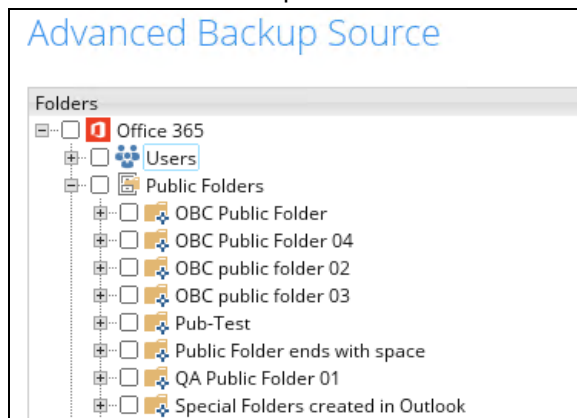 Advanced Backup Source
Folders
Office 365
Users
Public Folders
OBC Public Folder
OBC Public Folder 04
OBC public folder 02
OBC public folder 03
Pub-Test
Public Folder ends with space
QA Public Folder 01
Special Folders created in Outlook